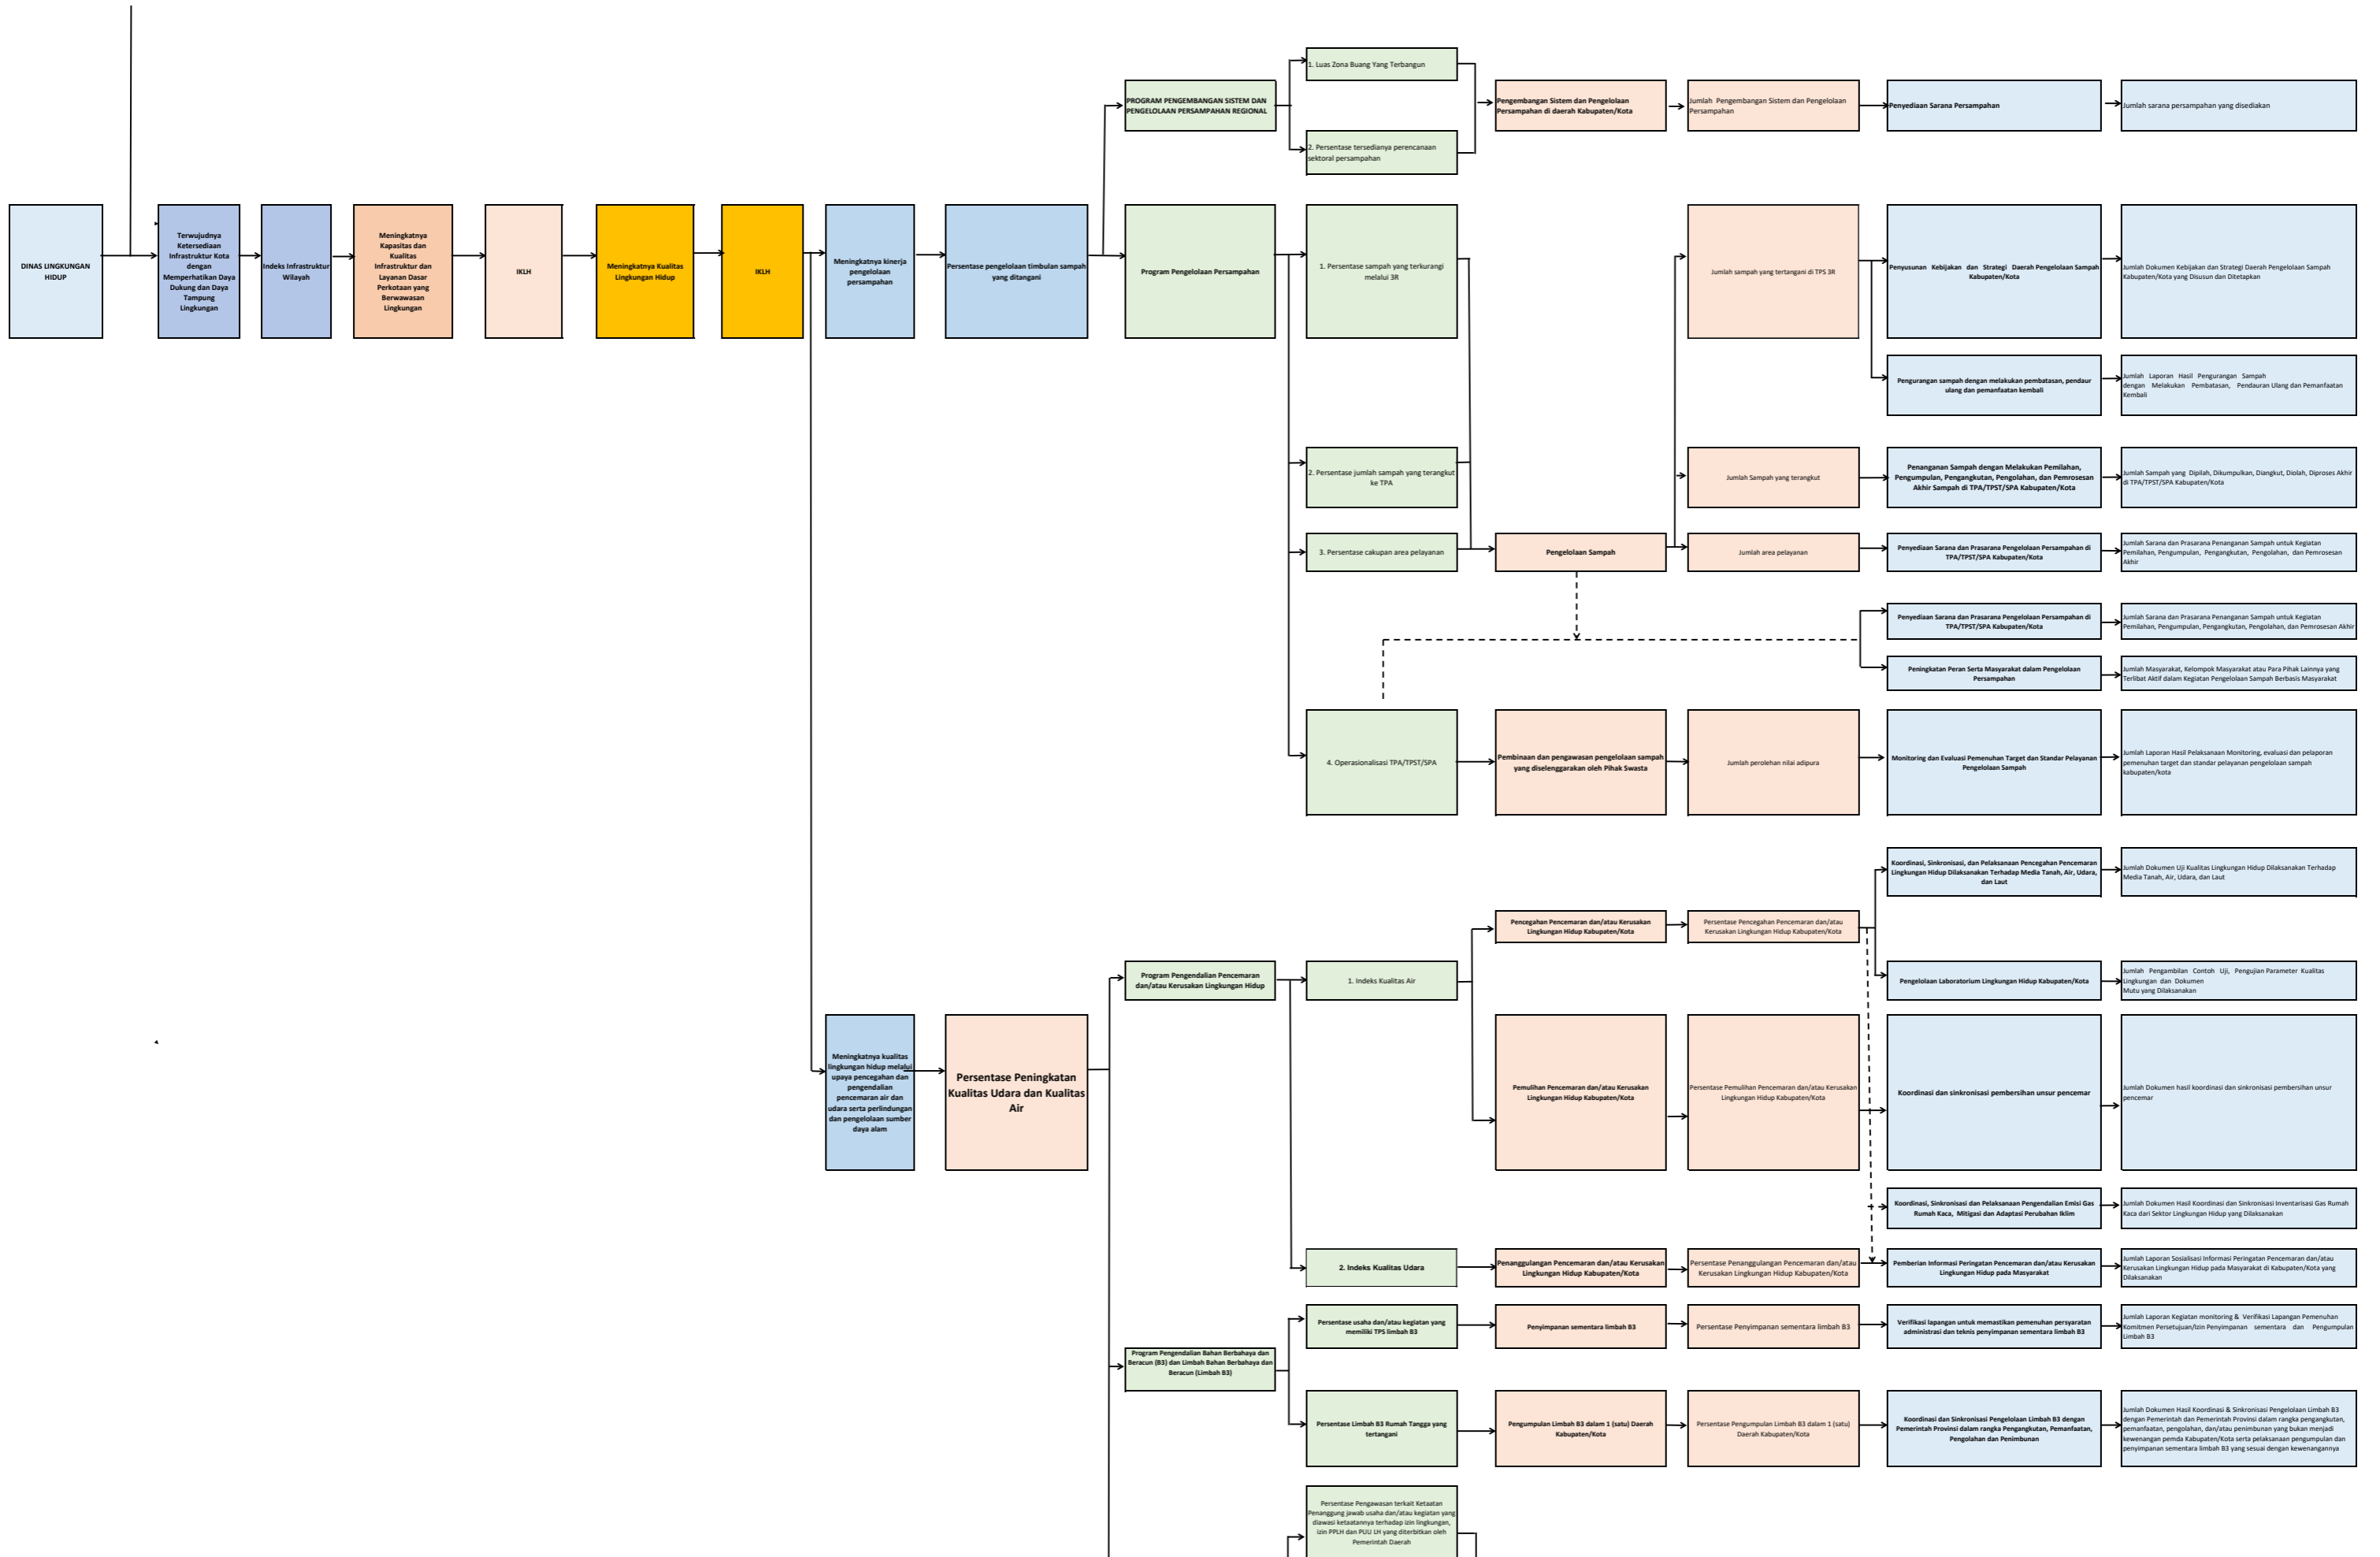 1. Luas Zona Buang Yang Terbangun
PROGRAM PENGEMBANGAN SISTEM DAN
PENGELOLAAN PERSAMPAHAN REGIONAL
Pengembangan Sistem dan Pengelolaan
Persampahan di daerah Kabupaten/Kota
Jumlah Pengembangan Sistem dan Pengelolaan
Persampahan
Penyediaan Sarana Persampahan
Jumlah sarana persampahan yang disediakan
2. Persentase tersedianya perencanaan
sektoral persampahan
DINAS LINGKUNGAN
HIDUP
Terwujudnya
Ketersediaan
Infrastruktur Kota
dengan
Memperhatikan Daya
Dukung dan Daya
Tampung
Lingkungan
Indeks Infrastruktur
Wilayah
Meningkatnya
Kapasitas dan
Kualitas
Infrastruktur dan
Layanan Dasar
Perkotaan yang
Berwawasan
Lingkungan
IKLH
Meningkatnya Kualitas
Lingkungan Hidup
IKLH
Meningkatnya kinerja
pengelolaan
persampahan
Persentase pengelolaan timbulan sampah
yang ditangani
Program Pengelolaan Persampahan
1. Persentase sampah yang terkurangi
melalui 3R
Jumlah sampah yang tertangani di TPS 3R
Penyusunan Kebijakan dan Strategi Daerah Pengelolaan Sampah
Kabupaten/Kota
Jumlah Dokumen Kebijakan dan Strategi Daerah Pengelolaan Sampah
Kabupaten/Kota yang Disusun dan Ditetapkan
Pengurangan sampah dengan melakukan pembatasan, pendaur
ulang dan pemanfaatan kembali
Jumlah Laporan Hasil Pengurangan Sampah
dengan Melakukan Pembatasan, Pendauran Ulang dan Pemanfaatan
Kembali
2. Persentase jumlah sampah yang terangkut
ke TPA
Jumlah Sampah yang terangkut
Penanganan Sampah dengan Melakukan Pemilahan,
Pengumpulan, Pengangkutan, Pengolahan, dan Pemrosesan
Akhir Sampah di TPA/TPST/SPA Kabupaten/Kota
Jumlah Sampah yang Dipilah, Dikumpulkan, Diangkut, Diolah, Diproses Akhir
di TPA/TPST/SPA Kabupaten/Kota
3. Persentase cakupan area pelayanan
Pengelolaan Sampah
Jumlah area pelayanan
Penyediaan Sarana dan Prasarana Pengelolaan Persampahan di
TPA/TPST/SPA Kabupaten/Kota
Jumlah Sarana dan Prasarana Penanganan Sampah untuk Kegiatan
Pemilahan, Pengumpulan, Pengangkutan, Pengolahan, dan Pemrosesan
Akhir
Penyediaan Sarana dan Prasarana Pengelolaan Persampahan di
TPA/TPST/SPA Kabupaten/Kota
Jumlah Sarana dan Prasarana Penanganan Sampah untuk Kegiatan
Pemilahan, Pengumpulan, Pengangkutan, Pengolahan, dan Pemrosesan Akhir
Peningkatan Peran Serta Masyarakat dalam Pengelolaan
Persampahan
Jumlah Masyarakat, Kelompok Masyarakat atau Para Pihak Lainnya yang
Terlibat Aktif dalam Kegiatan Pengelolaan Sampah Berbasis Masyarakat
4. Operasionalisasi TPA/TPST/SPA
Pembinaan dan pengawasan pengelolaan sampah
yang diselenggarakan oleh Pihak Swasta
Jumlah perolehan nilai adipura
Monitoring dan Evaluasi Pemenuhan Target dan Standar Pelayanan
Pengelolaan Sampah
Jumlah Laporan Hasil Pelaksanaan Monitoring, evaluasi dan pelaporan
pemenuhan target dan standar pelayanan pengelolaan sampah
kabupaten/kota
Koordinasi, Sinkronisasi, dan Pelaksanaan Pencegahan Pencemaran
Lingkungan Hidup Dilaksanakan Terhadap Media Tanah, Air, Udara,
dan Laut
Jumlah Dokumen Uji Kualitas Lingkungan Hidup Dilaksanakan Terhadap
Media Tanah, Air, Udara, dan Laut
Pencegahan Pencemaran dan/atau Kerusakan
Lingkungan Hidup Kabupaten/Kota
Persentase Pencegahan Pencemaran dan/atau
Kerusakan Lingkungan Hidup Kabupaten/Kota
Program Pengendalian Pencemaran
dan/atau Kerusakan Lingkungan Hidup
1. Indeks Kualitas Air
Pengelolaan Laboratorium Lingkungan Hidup Kabupaten/Kota
Jumlah Pengambilan Contoh Uji, Pengujian Parameter Kualitas
Lingkungan dan Dokumen
Mutu yang Dilaksanakan
Meningkatnya kualitas
lingkungan hidup melalui
upaya pencegahan dan
pengendalian
pencemaran air dan
udara serta perlindungan
dan pengelolaan sumber
daya alam
Persentase Peningkatan
Kualitas Udara dan Kualitas
Air
Pemulihan Pencemaran dan/atau Kerusakan
Lingkungan Hidup Kabupaten/Kota
Persentase Pemulihan Pencemaran dan/atau Kerusakan
Lingkungan Hidup Kabupaten/Kota
Koordinasi dan sinkronisasi pembersihan unsur pencemar
Jumlah Dokumen hasil koordinasi dan sinkronisasi pembersihan unsur
pencemar
Koordinasi, Sinkronisasi dan Pelaksanaan Pengendalian Emisi Gas
Rumah Kaca, Mitigasi dan Adaptasi Perubahan Iklim
Jumlah Dokumen Hasil Koordinasi dan Sinkronisasi Inventarisasi Gas Rumah
Kaca dari Sektor Lingkungan Hidup yang Dilaksanakan
2. Indeks Kualitas Udara
Penanggulangan Pencemaran dan/atau Kerusakan
Lingkungan Hidup Kabupaten/Kota
Persentase Penanggulangan Pencemaran dan/atau
Kerusakan Lingkungan Hidup Kabupaten/Kota
Pemberian Informasi Peringatan Pencemaran dan/atau Kerusakan
Lingkungan Hidup pada Masyarakat
Jumlah Laporan Sosialisasi Informasi Peringatan Pencemaran dan/atau
Kerusakan Lingkungan Hidup pada Masyarakat di Kabupaten/Kota yang
Dilaksanakan
Persentase usaha dan/atau kegiatan yang
memiliki TPS limbah B3
Penyimpanan sementara limbah B3
Persentase Penyimpanan sementara limbah B3
Verifikasi lapangan untuk memastikan pemenuhan persyaratan
administrasi dan teknis penyimpanan sementara limbah B3
Jumlah Laporan Kegiatan monitoring & Verifikasi Lapangan Pemenuhan
Komitmen Persetujuan/Izin Penyimpanan sementara dan Pengumpulan
Limbah B3
Program Pengendalian Bahan Berbahaya dan
Beracun (B3) dan Limbah Bahan Berbahaya dan
Beracun (Limbah B3)
Persentase Limbah B3 Rumah Tangga yang
tertangani
Pengumpulan Limbah B3 dalam 1 (satu) Daerah
Kabupaten/Kota
Persentase Pengumpulan Limbah B3 dalam 1 (satu)
Daerah Kabupaten/Kota
Koordinasi dan Sinkronisasi Pengelolaan Limbah B3 dengan
Pemerintah Provinsi dalam rangka Pengangkutan, Pemanfaatan,
Pengolahan dan Penimbunan
Jumlah Dokumen Hasil Koordinasi & Sinkronisasi Pengelolaan Limbah B3
dengan Pemerintah dan Pemerintah Provinsi dalam rangka pengangkutan,
pemanfaatan, pengolahan, dan/atau penimbunan yang bukan menjadi
kewenangan pemda Kabupaten/Kota serta pelaksanaan pengumpulan dan
penyimpanan sementara limbah B3 yang sesuai dengan kewenangannya
Persentase Pengawasan terkait Ketaatan
Penanggung jawab usaha dan/atau kegiatan yang
diawasi ketaatannya terhadap izin lingkungan,
izin PPLH dan PUU LH yang diterbitkan oleh
Pemerintah Daerah